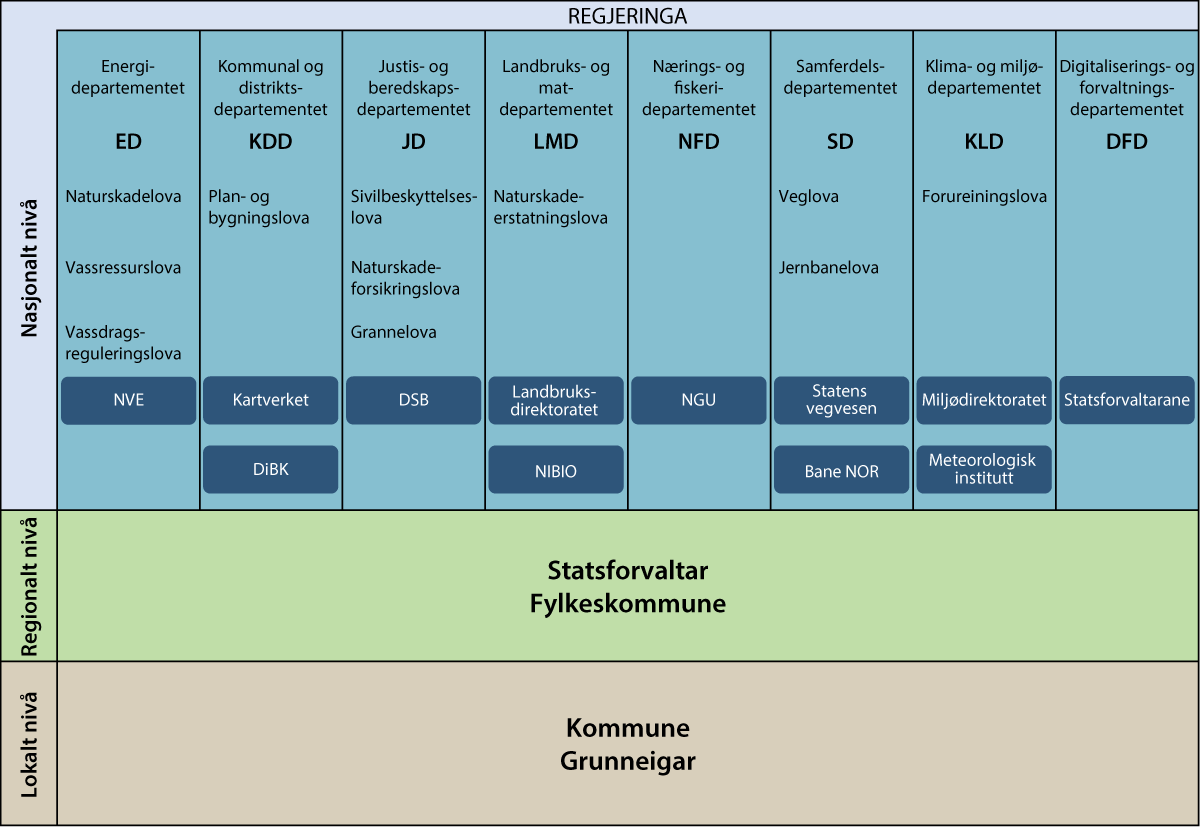 REGJERINGA
Nasjonalt nivå
Energi-
departementet
ED
Naturskadelova
Vassressurslova
Vassdrags-
reguleringslova
NVE
Kommunal og
distrikts-
departementet
KDD
Plan- og
bygningslova
Kartverket
DiBK
Justis- og
beredskaps-
departementet
JD
Sivilbeskyttelses-
lova
Naturskade-
forsikringslova
Grannelova
DSB
Landbruks- og
mat-
departementet
LMD
Naturskade-
erstatningslova
Landbruks-
direktoratet
NIBIO
Nærings- og
fiskeri-
departementet
NFD
NGU
Samferdels-
departementet
SD
Veglova
Jernbanelova
Statens
vegvesen
Bane NOR
Klima- og miljø-
departementet
KLD
Forureiningslova
Miljødirektoratet
Meteorologisk
institutt
Digitaliserings- og
forvaltnings-
departementet
DFD
Statsforvaltarane
Regionalt nivå
Statsforvaltar
Fylkeskommune
Lokalt nivå
Kommune
Grunneigar